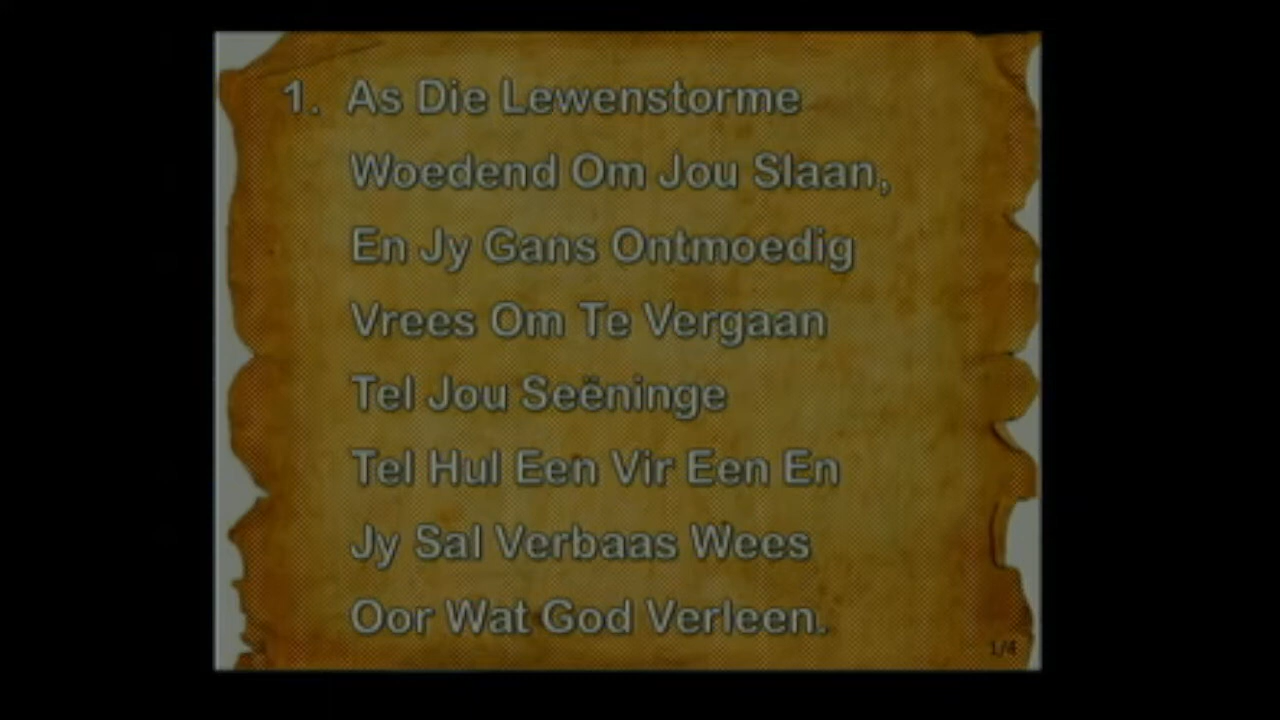 1. As Die Lewenstorme
Woedend Om Jou Slaan,
En Jy Gans Ontmoedig
Vrees Om Te Vergaan
Tel Jou Seëninge
Tel Hul Een Vir Een En
Jy Sal Verbaas Wees
Oor Wat God Verleen.
1/4